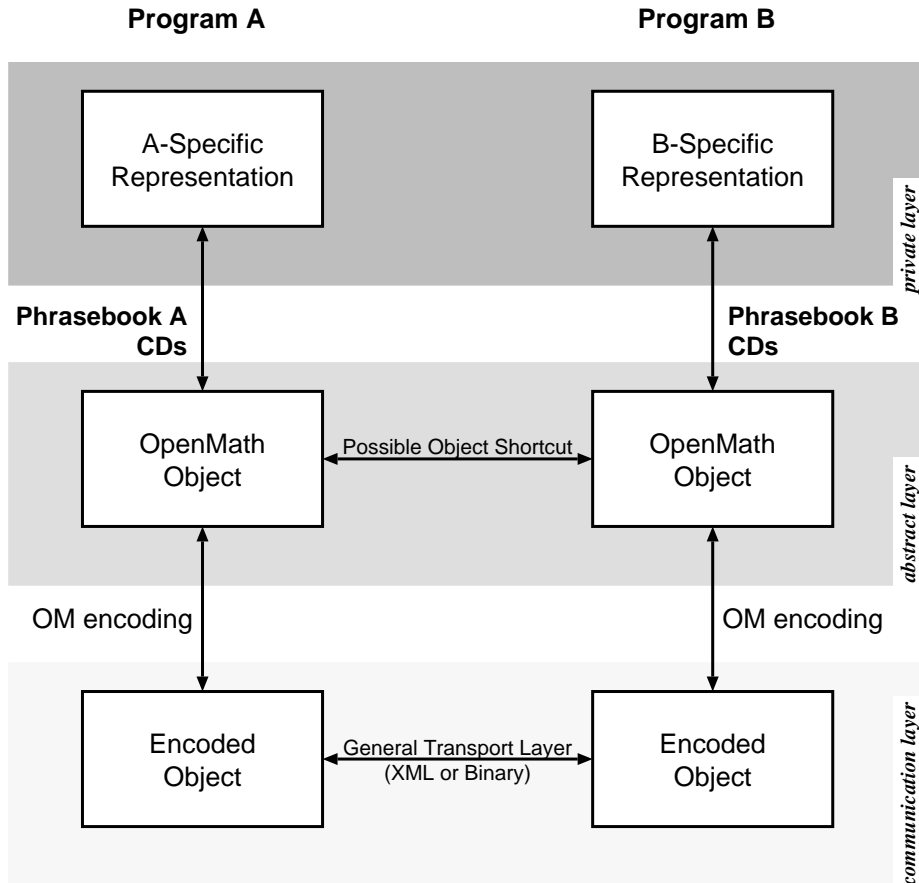 Program A
Program B
A-Specific
Representation
B-Specific
Representation
private layer
Phrasebook A
CDs
Phrasebook B
CDs
OpenMath
Object
Possible Object Shortcut
OpenMath
Object
abstract layer
OM encoding
OM encoding
Encoded
Object
General Transport Layer
(XML or Binary)
Encoded
Object
communication layer